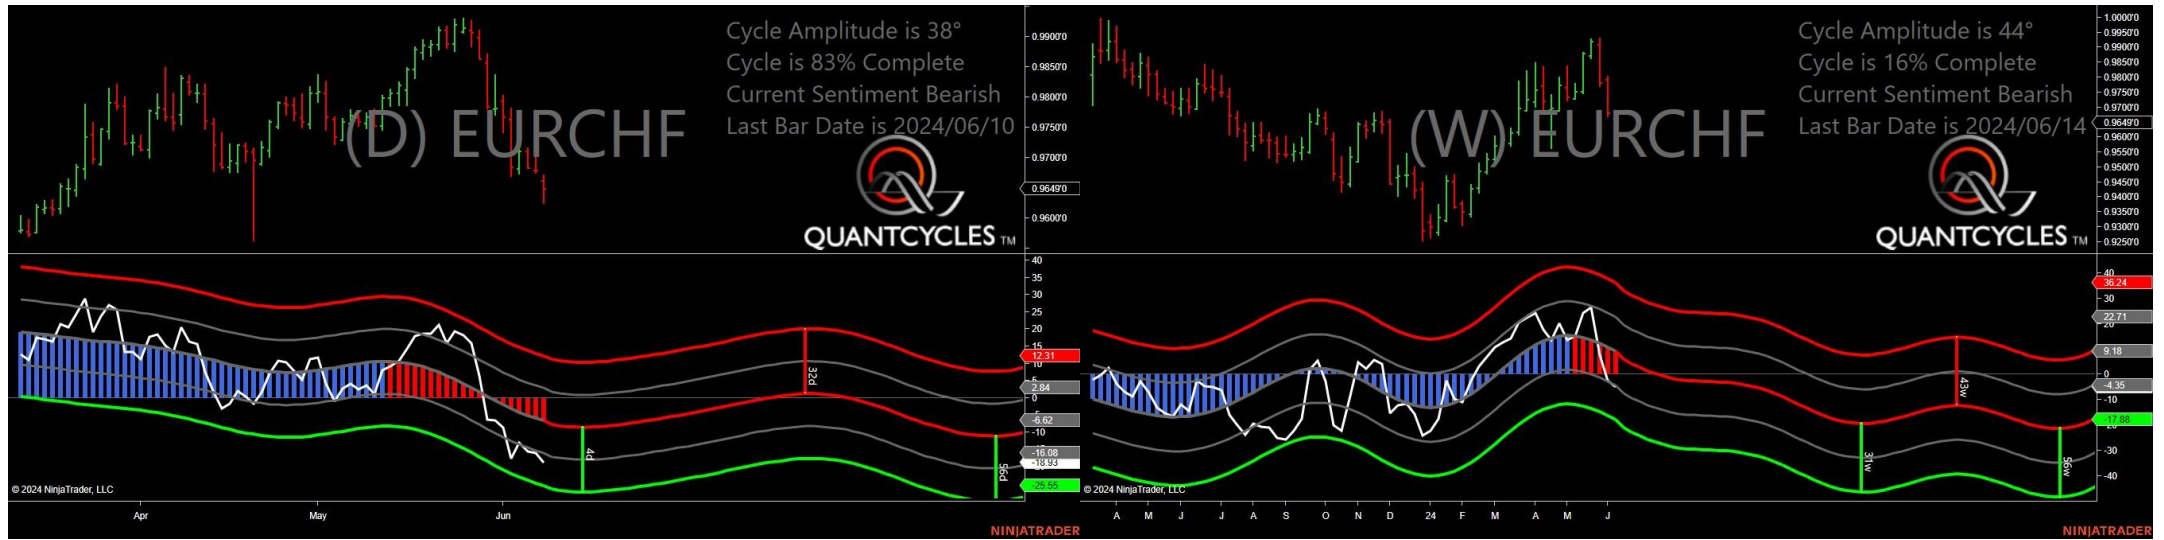 Cycle Amplitude is 38°
Cycle is 83% Complete
Current Sentiment Bearish
Last Bar Date is 2024/06/10
(D) EURCHF
QUANTCYCLES TM
0.9900'0
0.9850'0
0.9800'0
0.9750'0
0.9700'0
0.9649'0
0.9600'0
40
35
30
25
20
15
12.31
10
5
2.84
0
-6.62
-10
-16.08
-18.93
-25.55
4d
32d
56d
© 2024 NinjaTrader, LLC
Apr
May
Jun
NINJATRADER
Cycle Amplitude is 44°
Cycle is 16% Complete
Current Sentiment Bearish
Last Bar Date is 2024/06/14
(W) EURCHF
QUANTCYCLES TM
1.0000'0
0.9950'0
0.9900'0
0.9850'0
0.9800'0
0.9750'0
0.9700'0
0.9649'0
0.9600'0
0.9550'0
0.9500'0
0.9450'0
0.9400'0
0.9350'0
0.9300'0
0.9250'0
40
36.24
30
22.71
20
9.18
0
-4.35
-10
-17.88
-30
-40
31w
43w
56w
© 2024 NinjaTrader, LLC
A M J J A S O N D 24 F M A M J
NINJATRADER